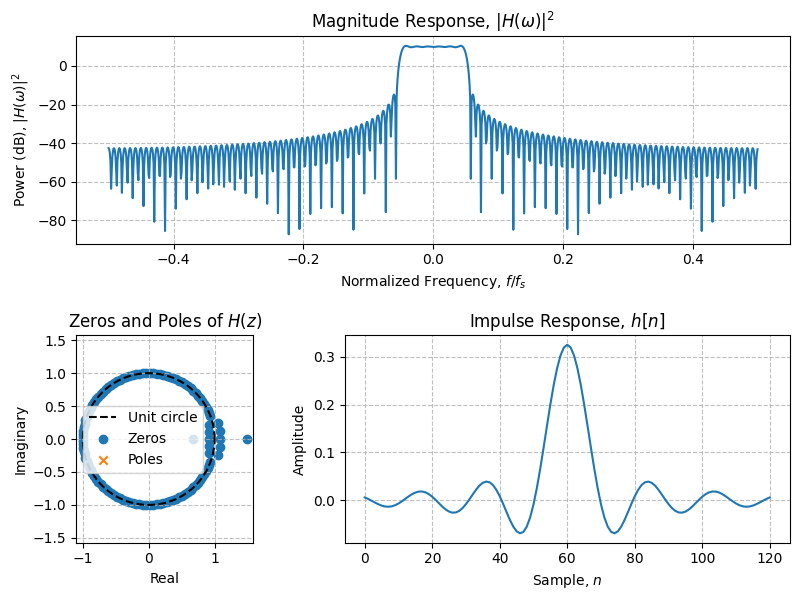 Magnitude Response, |H(ω)|²
Power (dB), |H(ω)|²
0
−20
−40
−60
−80
−0.4 −0.2 0.0 0.2 0.4
Normalized Frequency, f/fₛ
Zeros and Poles of H(z)
Imaginary
1.5
1.0
0.5
0.0
−0.5
−1.0
−1.5
Unit circle
Zeros
Poles
−1 0 1
Real
Impulse Response, h[n]
Amplitude
0.3
0.2
0.1
0.0
0 20 40 60 80 100 120
Sample, n